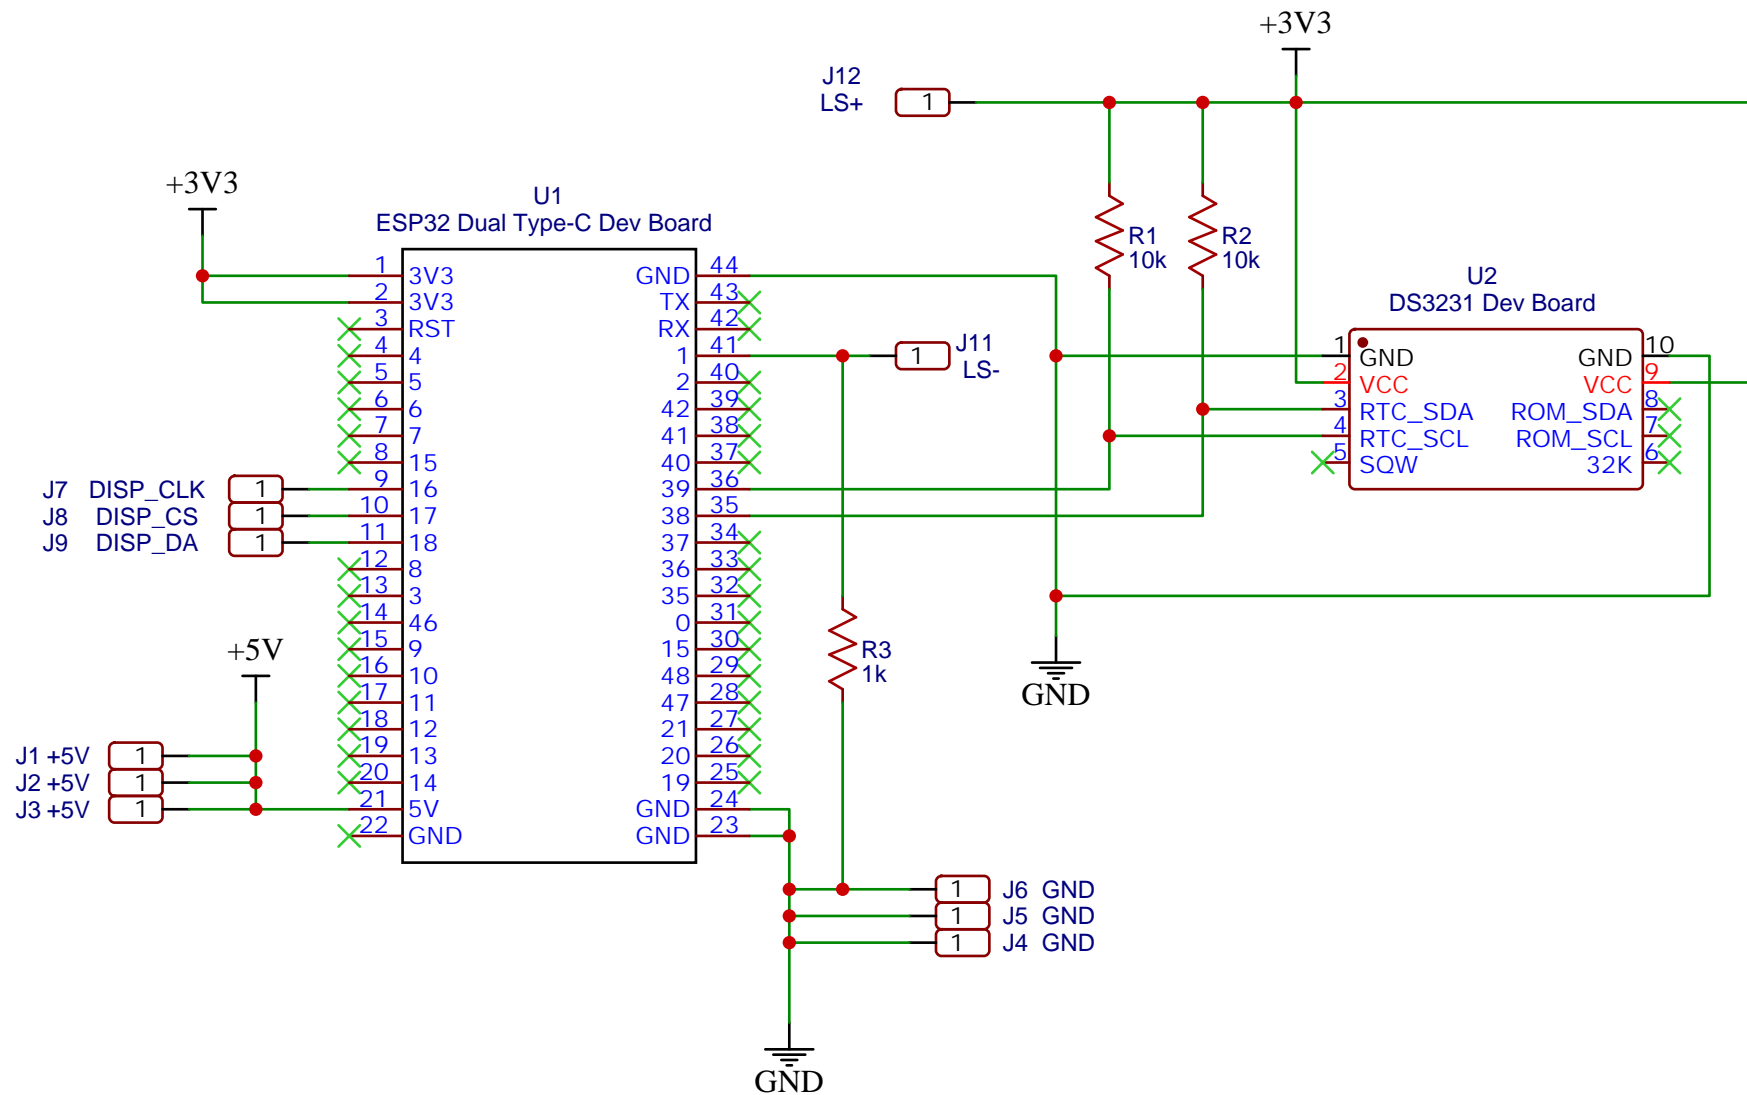 +3V3
J12
LS+
1
+3V3
U1
ESP32 Dual Type-C Dev Board
R1
10k
R2
10k
U2
DS3231 Dev Board
1 3V3 GND 44
2 3V3 TX 43
3 RST RX 42
4 4 1 41
5 5 2 40
6 6 42 39
7 7 41 38
8 15 40 37
J7 DISP_CLK 1 9 16 39 36
J8 DISP_CS 1 10 17 38 35
J9 DISP_DA 1 11 18 37 34
12 8 36 33
13 3 35 32
14 46 0 31
15 9 15 30
16 10 48 29
17 11 47 28
18 12 21 27
19 13 20 26
20 14 19 25
21 5V GND 24
22 GND GND 23
1 J11
LS-
1 GND GND 10
2 VCC VCC 9
3 RTC_SDA ROM_SDA 8
4 RTC_SCL ROM_SCL 7
5 SQW 32K 6
+5V
R3
1k
GND
J1 +5V 1
J2 +5V 1
J3 +5V 1
1 J6 GND
1 J5 GND
1 J4 GND
GND